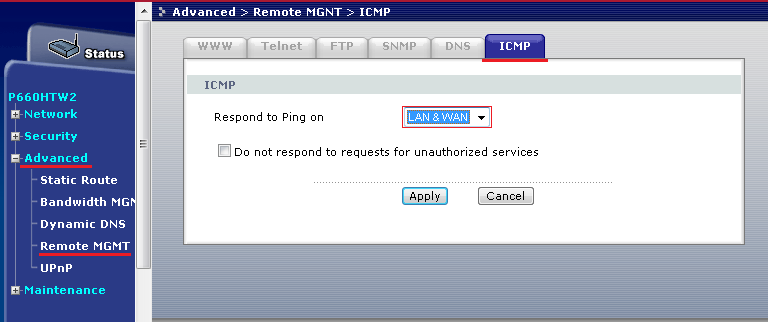 Status
P660HTW2
Network
Security
Advanced
Static Route
Bandwidth MGN
Dynamic DNS
Remote MGMT
UPnP
Maintenance
Advanced > Remote MGNT > ICMP
WWW Telnet FTP SNMP DNS ICMP
ICMP
Respond to Ping on LAN & WAN
Do not respond to requests for unauthorized services
Apply Cancel